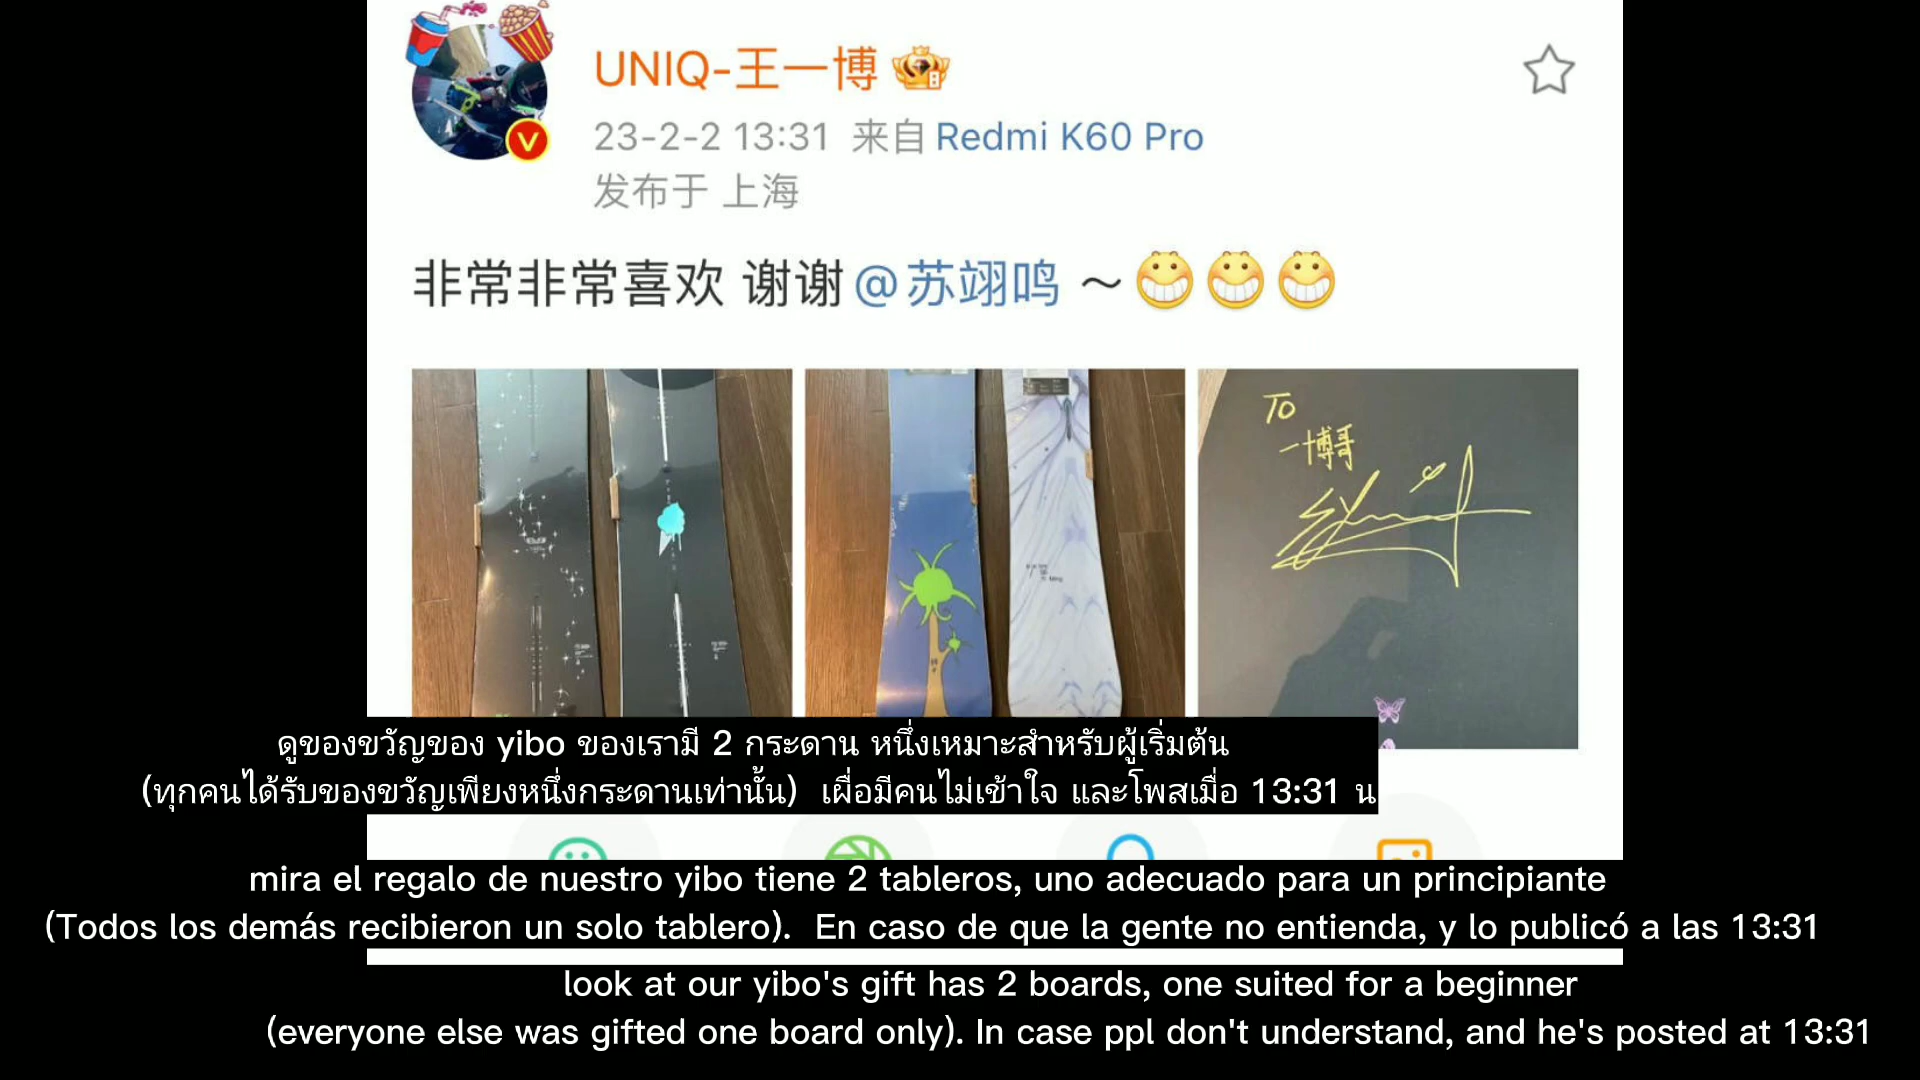 UNIQ-王一博
23-2-2 13:31 来自 Redmi K60 Pro
发布于 上海
非常非常喜欢 谢谢@苏翊鸣 ～
TO
一博哥
ดูของขวัญของ yibo ของเรามี 2 กระดาน หนึ่งเหมาะสำหรับผู้เริ่มต้น
(ทุกคนได้รับของขวัญเพียงหนึ่งกระดานเท่านั้น) เผื่อมีคนไม่เข้าใจ และโพสเมื่อ 13:31 น
mira el regalo de nuestro yibo tiene 2 tableros, uno adecuado para un principiante
(Todos los demás recibieron un solo tablero). En caso de que la gente no entienda, y lo publicó a las 13:31
look at our yibo's gift has 2 boards, one suited for a beginner
(everyone else was gifted one board only). In case ppl don't understand, and he's posted at 13:31